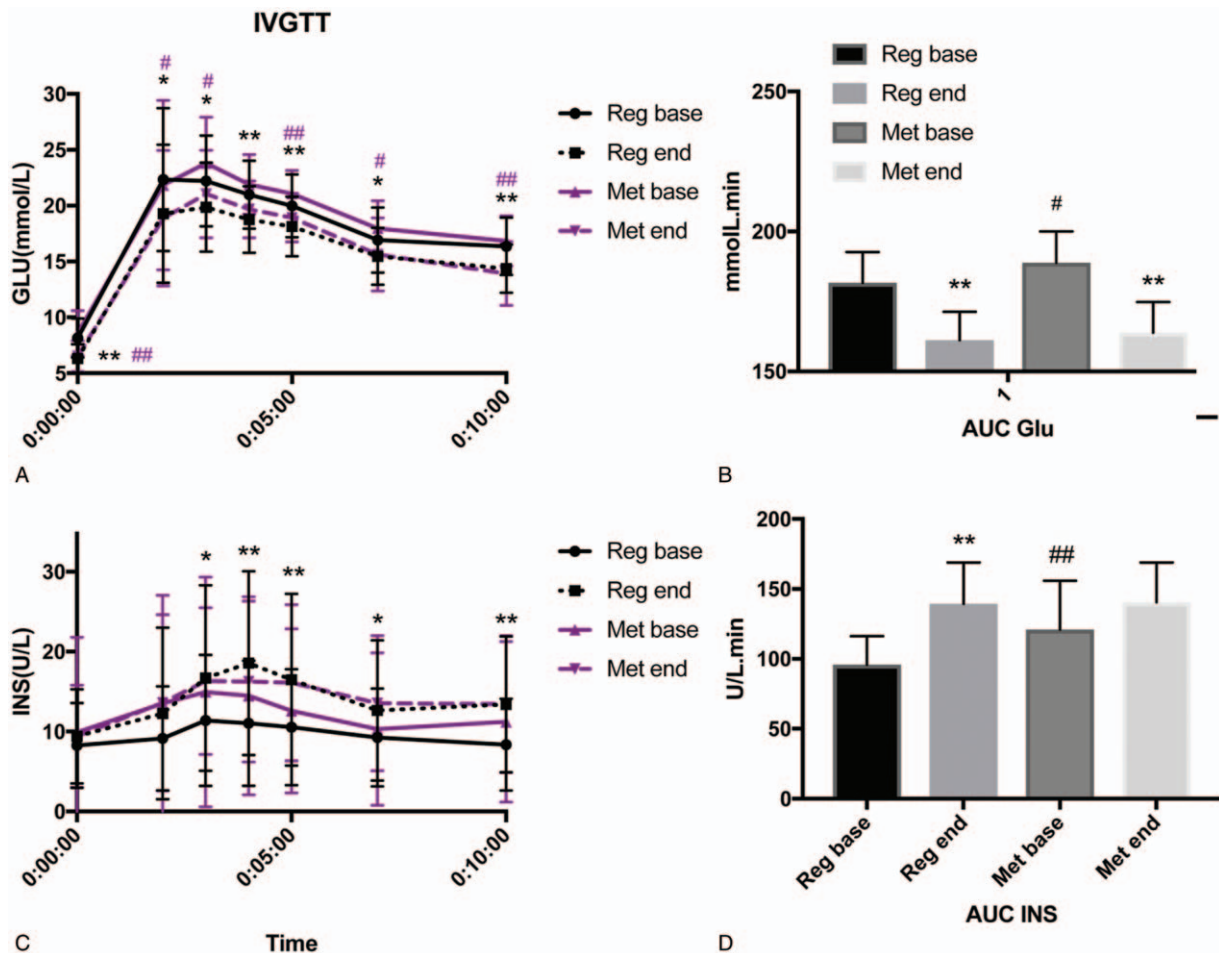 IVGTT
# #
* * ** ## ** # * ## **
30
25
20
15
10
5
GLU(mmol/L)
** ##
0:00:00 0:05:00 0:10:00
Reg base
Reg end
Met base
Met end
A
Reg base
Reg end
Met base
Met end
250
200
150
mmolL.min
** # **
1
AUC Glu
B
30
20
10
0
INS(U/L)
* ** ** * **
0:00:00 0:05:00 0:10:00
Time
Reg base
Reg end
Met base
Met end
C
200
150
100
50
0
U/L.min
** ##
Reg base Reg end Met base Met end
AUC INS
D